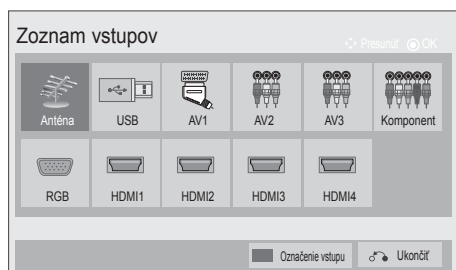 Zoznam vstupov
Presunúť OK
Anténa USB AV1 AV2 AV3 Komponent
RGB HDMI1 HDMI2 HDMI3 HDMI4
Označenie vstupu Ukončiť